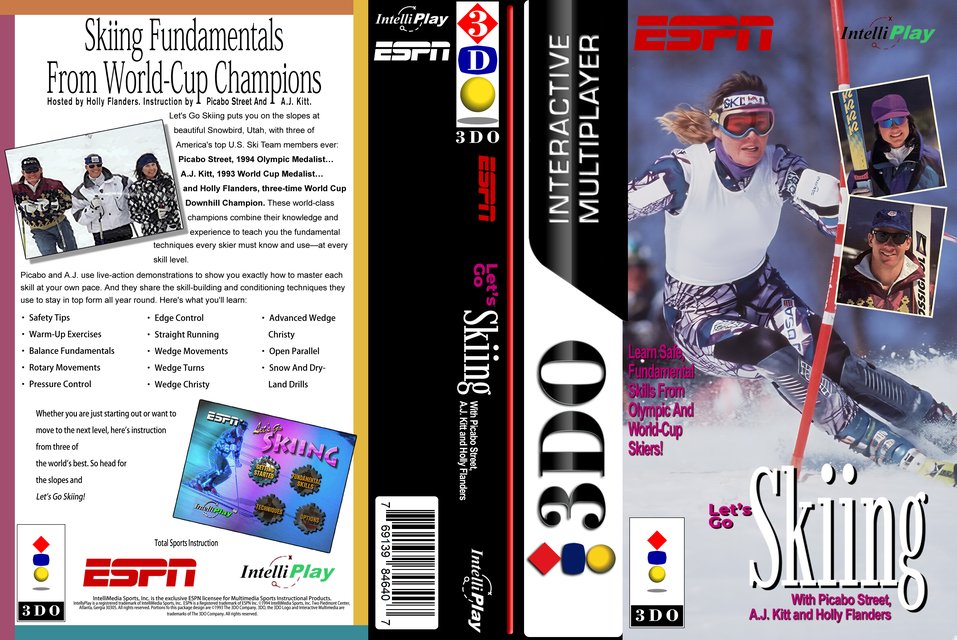 Skiing Fundamentals
From World-Cup Champions
Hosted by Holly Flanders. Instruction by Picabo Street And A.J. Kitt.
Let's Go Skiing puts you on the slopes at
beautiful Snowbird, Utah, with three of
America's top U.S. Ski Team members ever:
Picabo Street, 1994 Olympic Medalist...
A.J. Kitt, 1993 World Cup Medalist...
and Holly Flanders, three-time World Cup
Downhill Champion. These world-class
champions combine their knowledge and
experience to teach you the fundamental
techniques every skier must know and use—at every
skill level.
Picabo and A.J. use live-action demonstrations to show you exactly how to master each
skill at your own pace. And they share the skill-building and conditioning techniques they
use to stay in top form all year round. Here's what you'll learn:
• Safety Tips
• Warm-Up Exercises
• Balance Fundamentals
• Rotary Movements
• Pressure Control
• Edge Control
• Straight Running
• Wedge Movements
• Wedge Turns
• Wedge Christy
• Advanced Wedge
Christy
• Open Parallel
• Snow And Dry-
Land Drills
Whether you are just starting out or want to
move to the next level, here's instruction
from three of
the world's best. So head for
the slopes and
Let's Go Skiing!
ESPN
Let's Go
SKIING
GETTING
STARTED
FUNDAMENTAL
SKILLS
TECHNIQUES
OPTIONS
IntelliPlay
Total Sports Instruction
3DO
ESPN
IntelliPlay
IntelliMedia Sports, Inc. is the exclusive ESPN licensee for Multimedia Sports Instructional Products.
IntelliPlay
ESPN
3
D
3DO
ESPN
Let's
Go
Skiing
With Picabo Street,
A.J. Kitt and Holly Flanders
7 69139 84640 7
IntelliPlay
INTERACTIVE
MULTIPLAYER
3DO
ESPN
IntelliPlay
SKI
USA
Learn Safe,
Fundamental
Skills From
Olympic And
World-Cup
Skiers!
Let's
Go
Skiing
With Picabo Street,
A.J. Kitt and Holly Flanders
3DO